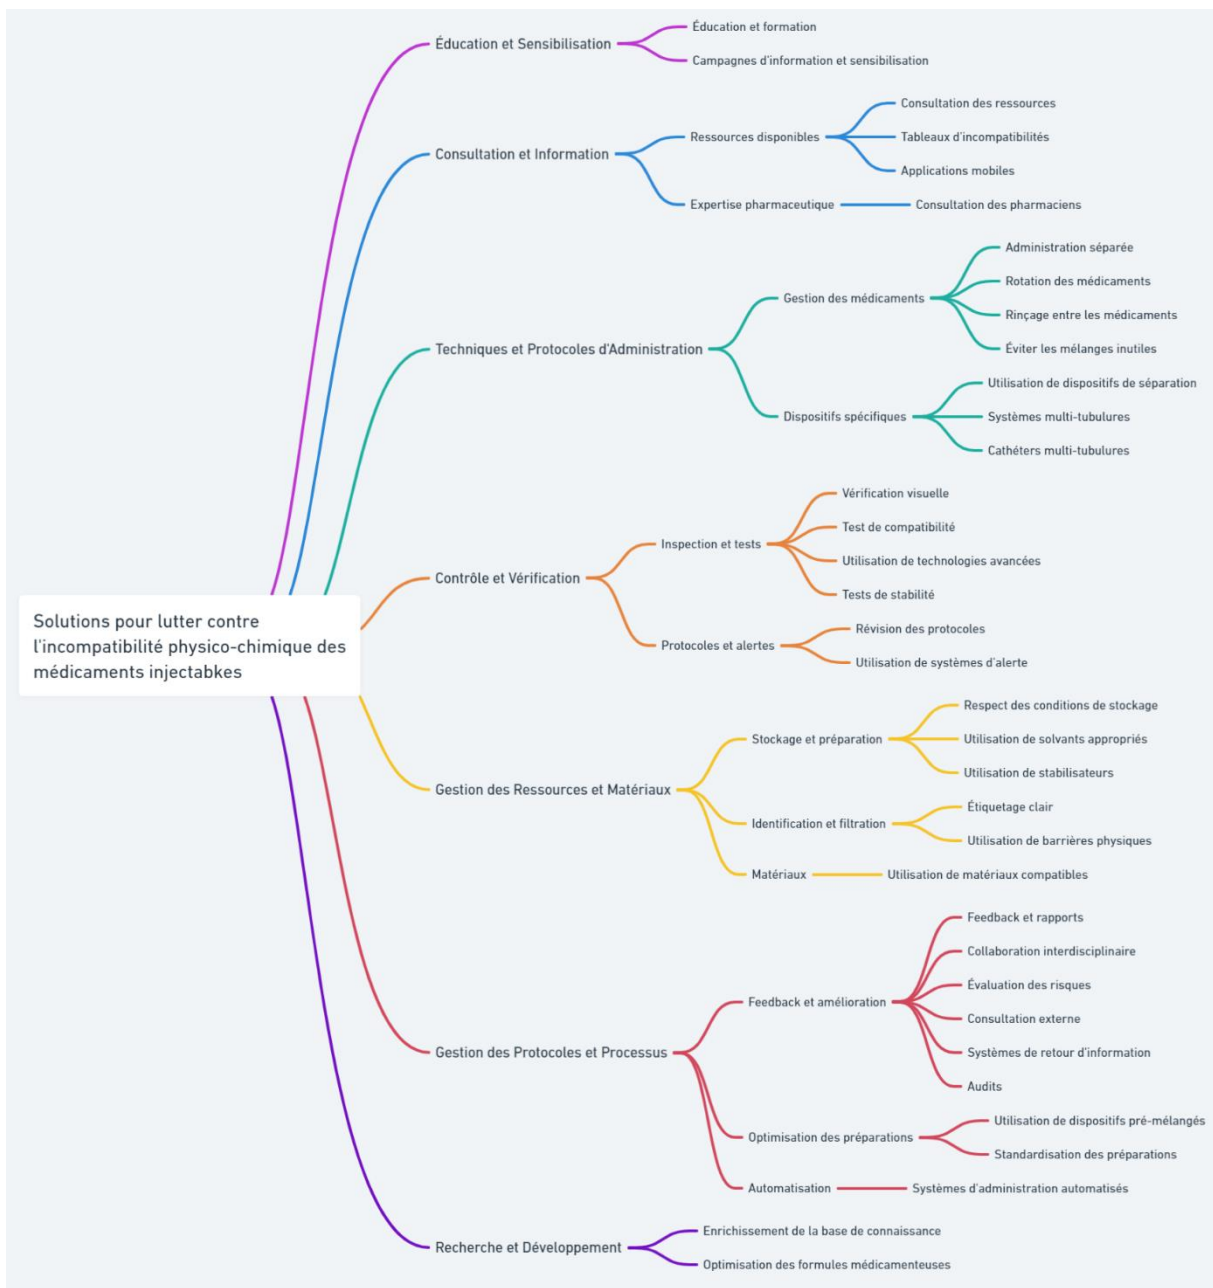 Solutions pour lutter contre
l'incompatibilité physico-chimique des
médicaments injectabkes
Éducation et Sensibilisation
Éducation et formation
Campagnes d'information et sensibilisation
Consultation et Information
Ressources disponibles
Consultation des ressources
Tableaux d'incompatibilités
Applications mobiles
Expertise pharmaceutique
Consultation des pharmaciens
Techniques et Protocoles d'Administration
Gestion des médicaments
Administration séparée
Rotation des médicaments
Rinçage entre les médicaments
Éviter les mélanges inutiles
Dispositifs spécifiques
Utilisation de dispositifs de séparation
Systèmes multi-tubulures
Cathéters multi-tubulures
Contrôle et Vérification
Inspection et tests
Vérification visuelle
Test de compatibilité
Utilisation de technologies avancées
Tests de stabilité
Protocoles et alertes
Révision des protocoles
Utilisation de systèmes d'alerte
Gestion des Ressources et Matériaux
Stockage et préparation
Respect des conditions de stockage
Utilisation de solvants appropriés
Utilisation de stabilisateurs
Identification et filtration
Étiquetage clair
Utilisation de barrières physiques
Matériaux
Utilisation de matériaux compatibles
Gestion des Protocoles et Processus
Feedback et amélioration
Feedback et rapports
Collaboration interdisciplinaire
Évaluation des risques
Consultation externe
Systèmes de retour d'information
Audits
Optimisation des préparations
Utilisation de dispositifs pré-mélangés
Standardisation des préparations
Automatisation
Systèmes d'administration automatisés
Recherche et Développement
Enrichissement de la base de connaissance
Optimisation des formules médicamenteuses